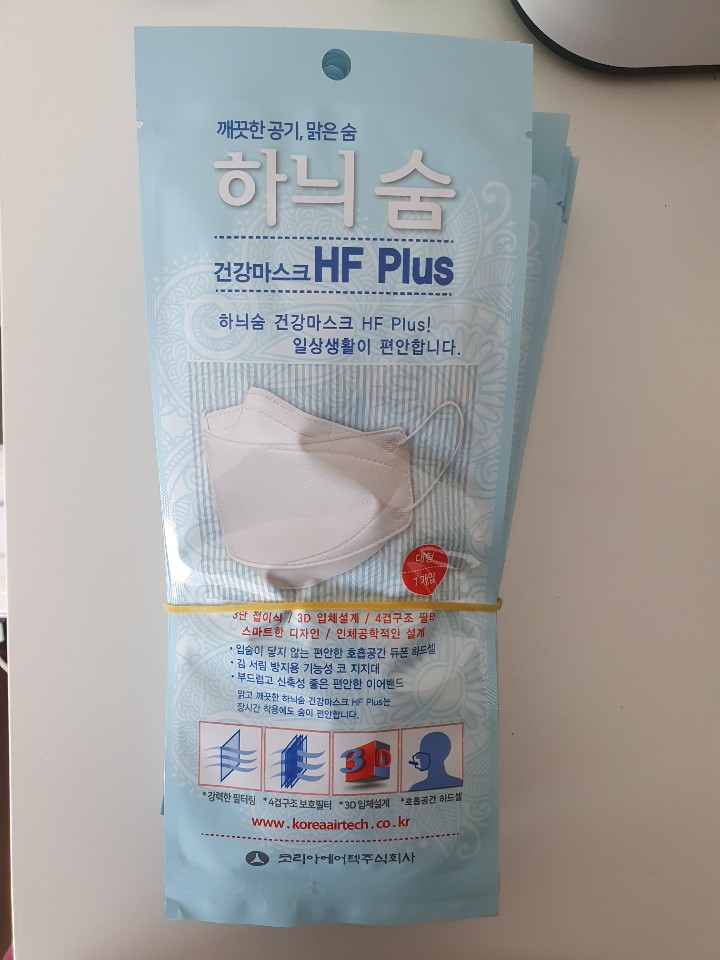 깨끗한 공기, 맑은 숨
하늬 숨
건강마스크 HF Plus
하늬숨 건강마스크 HF Plus!
일상생활이 편안합니다.
대형
1개입
3단 접이식 / 3D 입체설계 / 4겹구조 필터
스마트한 디자인 / 인체공학적인 설계
• 입술이 닿지 않는 편안한 호흡공간 듀폰 하드셀
• 김 서림 방지용 기능성 코 지지대
• 부드럽고 신축성 좋은 편안한 이어밴드
맑고 깨끗한 하늬숨 건강마스크 HF Plus는
장시간 착용에도 숨이 편안합니다.
3D
*강력한 필터링 *4겹구조 보호필터 *3D 입체설계 *호흡공간 하드셀
www.koreaairtech.co.kr
코리아에어텍주식회사